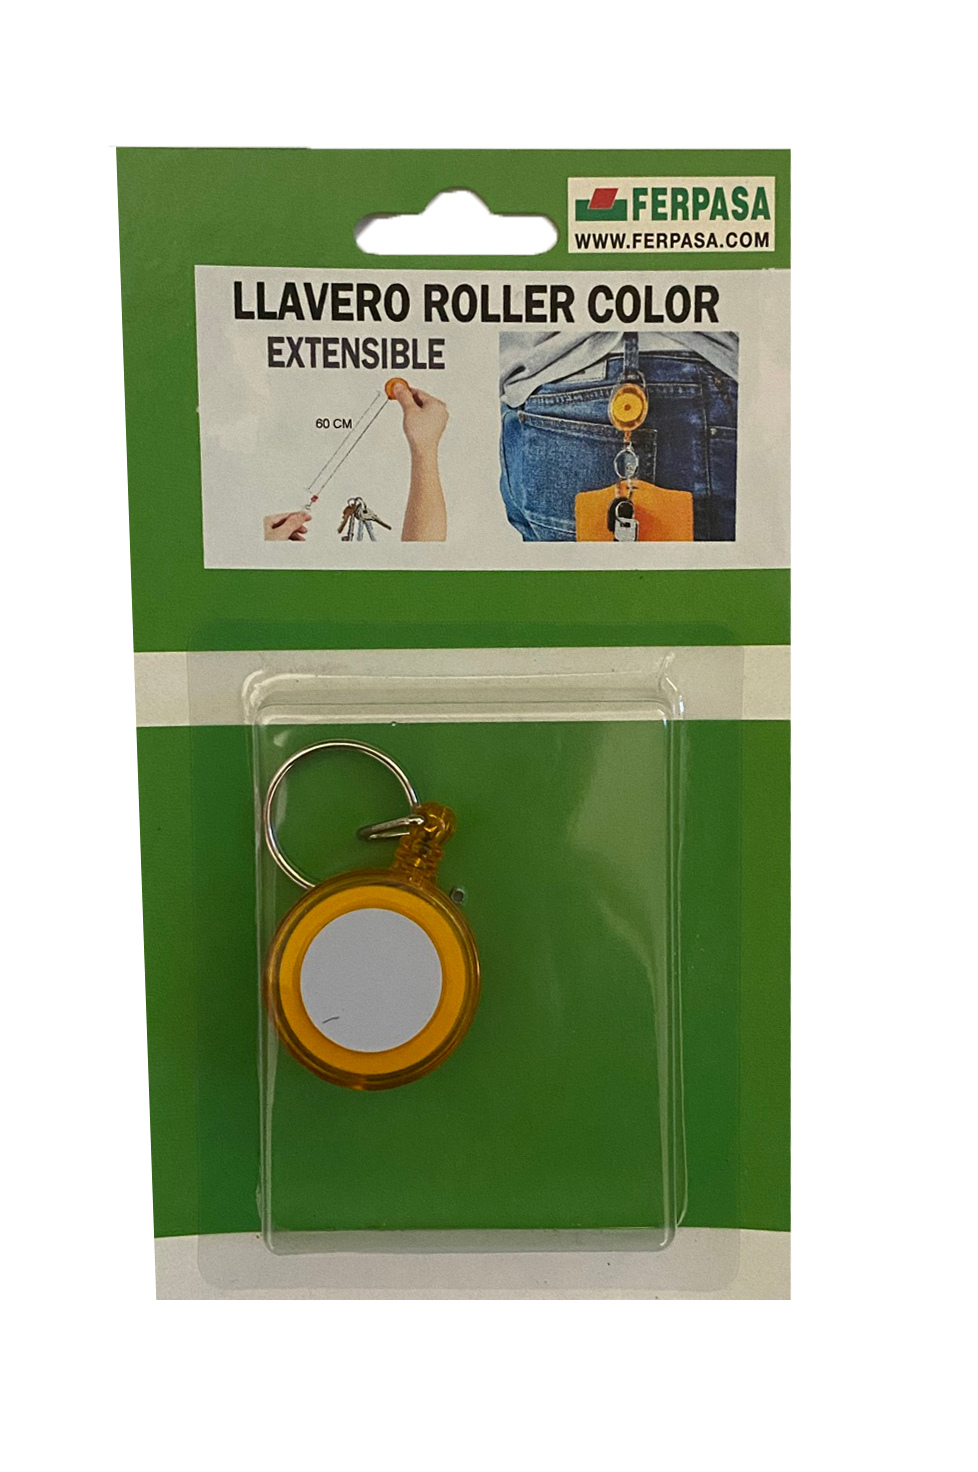 FERPASA
WWW.FERPASA.COM
LLAVERO ROLLER COLOR
EXTENSIBLE
60 CM